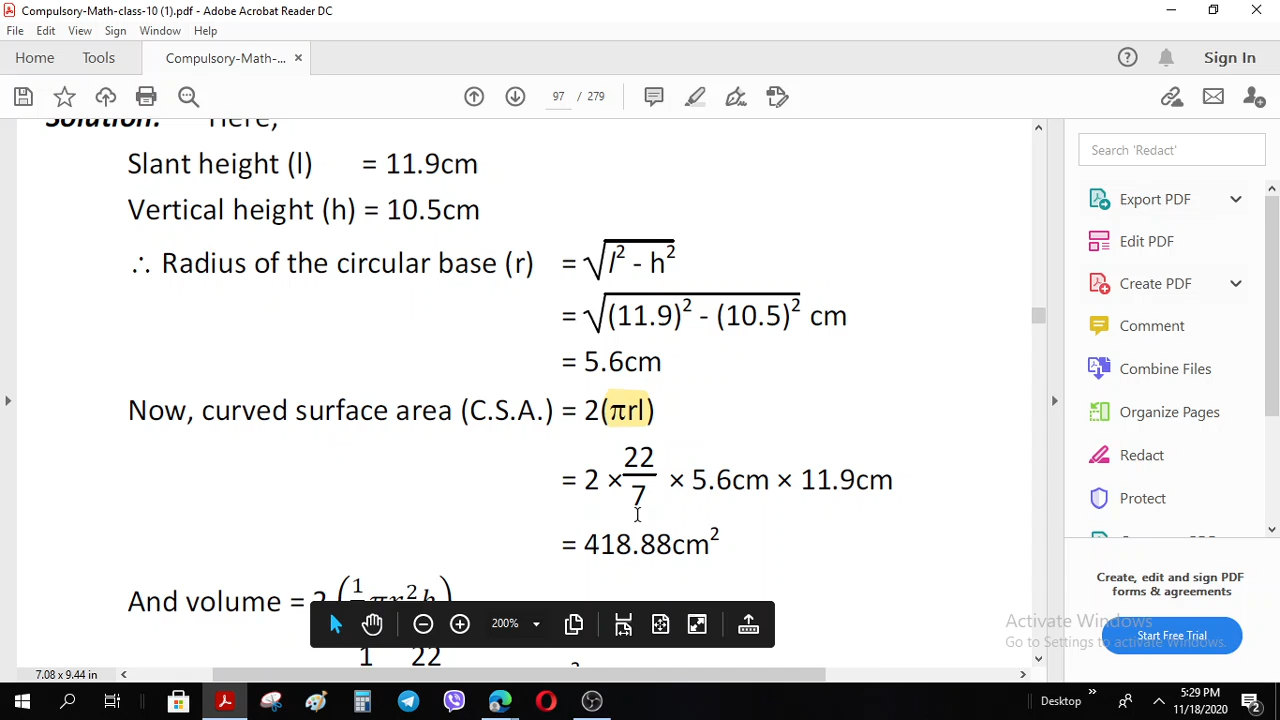 Compulsory-Math-class-10 (1).pdf - Adobe Acrobat Reader DC
File Edit View Sign Window Help
Home Tools Compulsory-Math-... × Sign In
97 / 279
Solution: Here,
Slant height (l) = 11.9cm
Vertical height (h) = 10.5cm
∴ Radius of the circular base (r) = √(l² - h²)
= √((11.9)² - (10.5)²) cm
= 5.6cm
Now, curved surface area (C.S.A.) = 2(πrl)
= 2 × 22/7 × 5.6cm × 11.9cm
= 418.88cm²
And volume = 2 (1
1 22
200%
7.08 x 9.44 in
Search 'Redact'
Export PDF
Edit PDF
Create PDF
Comment
Combine Files
Organize Pages
Redact
Protect
Create, edit and sign PDF
forms & agreements
Start Free Trial
Activate Windows
Go to Settings to activate Windows.
Desktop
5:29 PM
11/18/2020
2